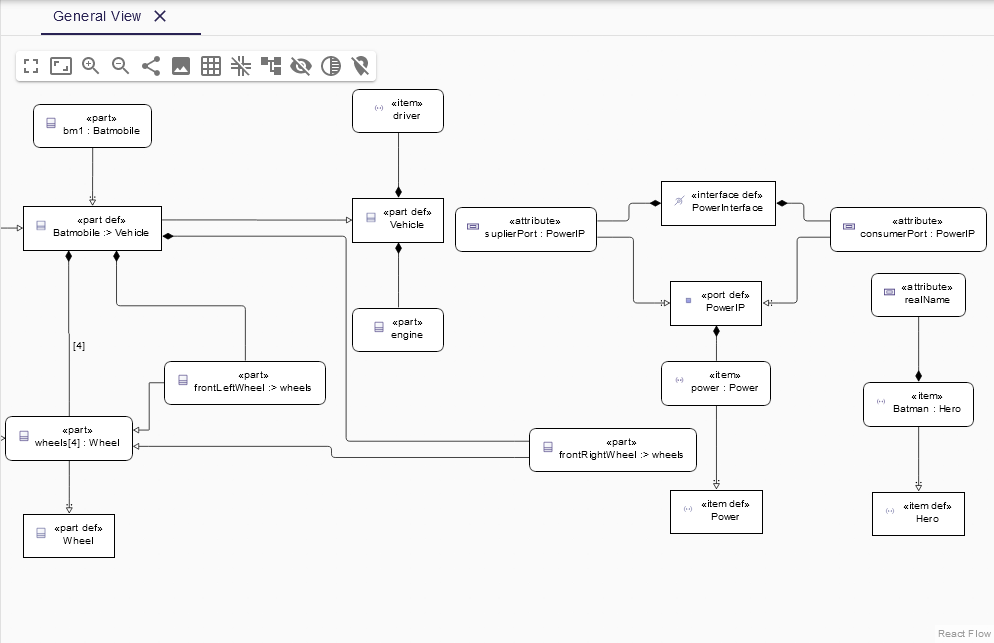 General View
«part»
bm1 : Batmobile
«item»
driver
«part def»
Batmobile :> Vehicle
«part def»
Vehicle
«attribute»
suplierPort : PowerIP
«interface def»
PowerInterface
«attribute»
consumerPort : PowerIP
«part»
engine
«port def»
PowerIP
«attribute»
realName
[4]
«part»
frontLeftWheel :> wheels
«item»
power : Power
«item»
Batman : Hero
«part»
wheels[4] : Wheel
«part»
frontRightWheel :> wheels
«part def»
Wheel
«item def»
Power
«item def»
Hero
React Flow